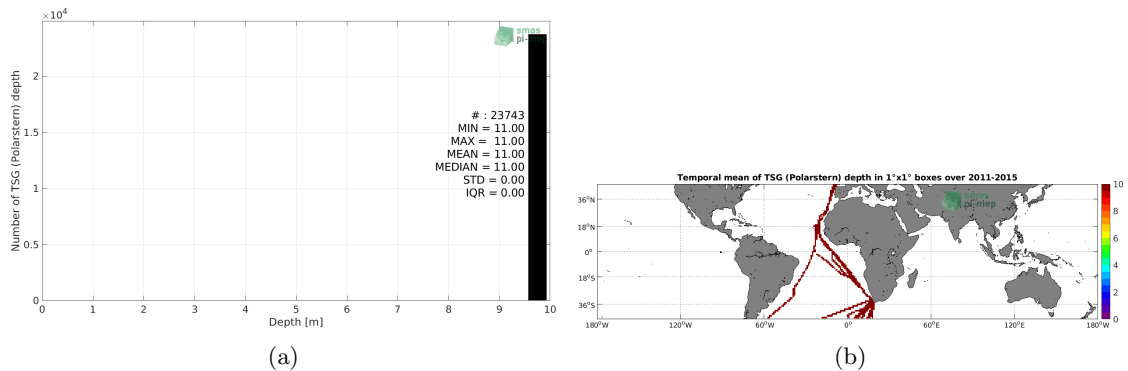 ×10⁴
2
1.5
1
0.5
0
Number of TSG (Polarstern) depth
smos
pi-mep
# : 23743
MIN = 11.00
MAX = 11.00
MEAN = 11.00
MEDIAN = 11.00
STD = 0.00
IQR = 0.00
0 1 2 3 4 5 6 7 8 9 10
Depth [m]
(a)
Temporal mean of TSG (Polarstern) depth in 1°x1° boxes over 2011-2015
smos
pi-mep
36°N
18°N
0°
18°S
36°S
180°W 120°W 60°W 0° 60°E 120°E 180°W
10
8
6
4
2
0
(b)